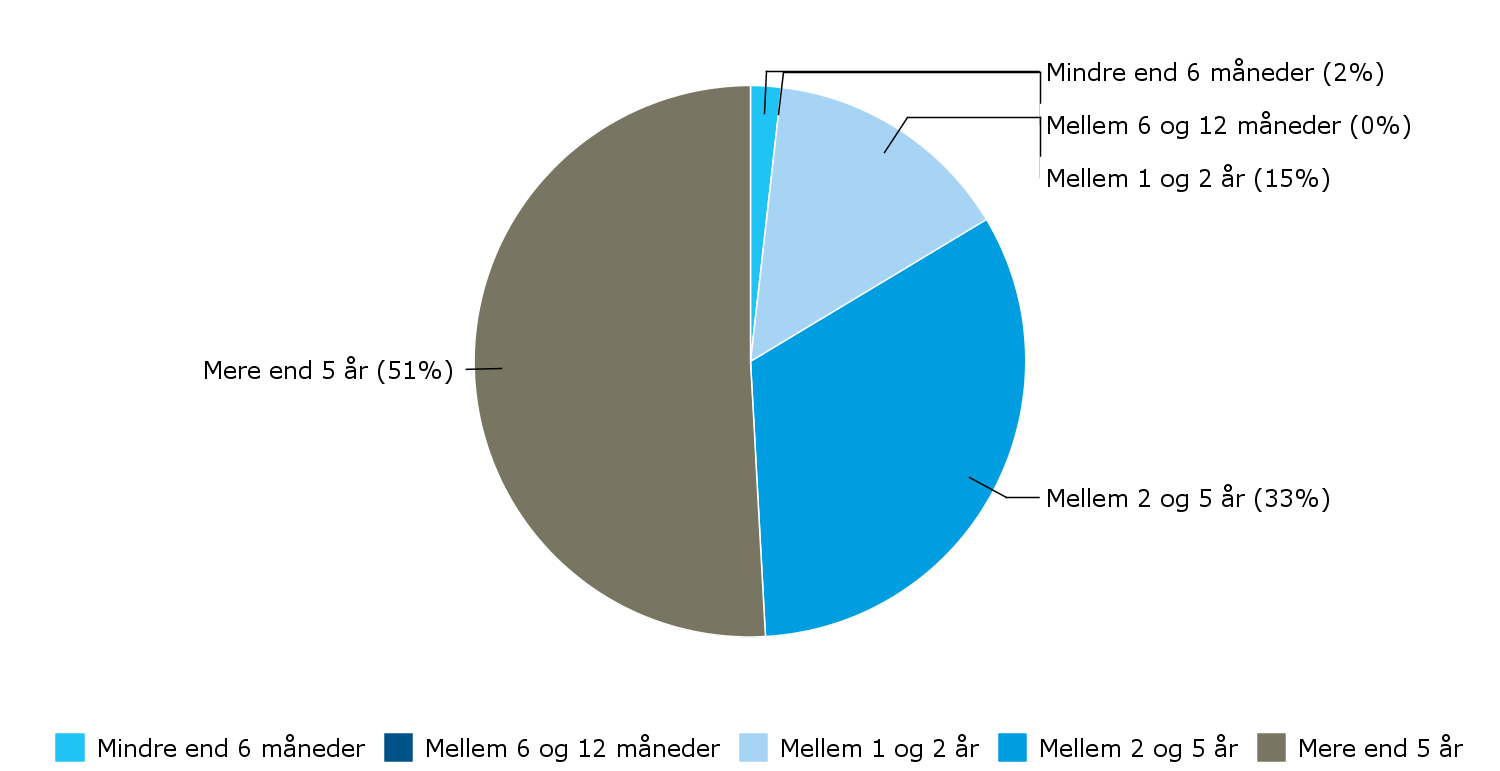 Mindre end 6 måneder (2%)
Mellem 6 og 12 måneder (0%)
Mellem 1 og 2 år (15%)
Mere end 5 år (51%)
Mellem 2 og 5 år (33%)
Mindre end 6 måneder Mellem 6 og 12 måneder Mellem 1 og 2 år Mellem 2 og 5 år Mere end 5 år